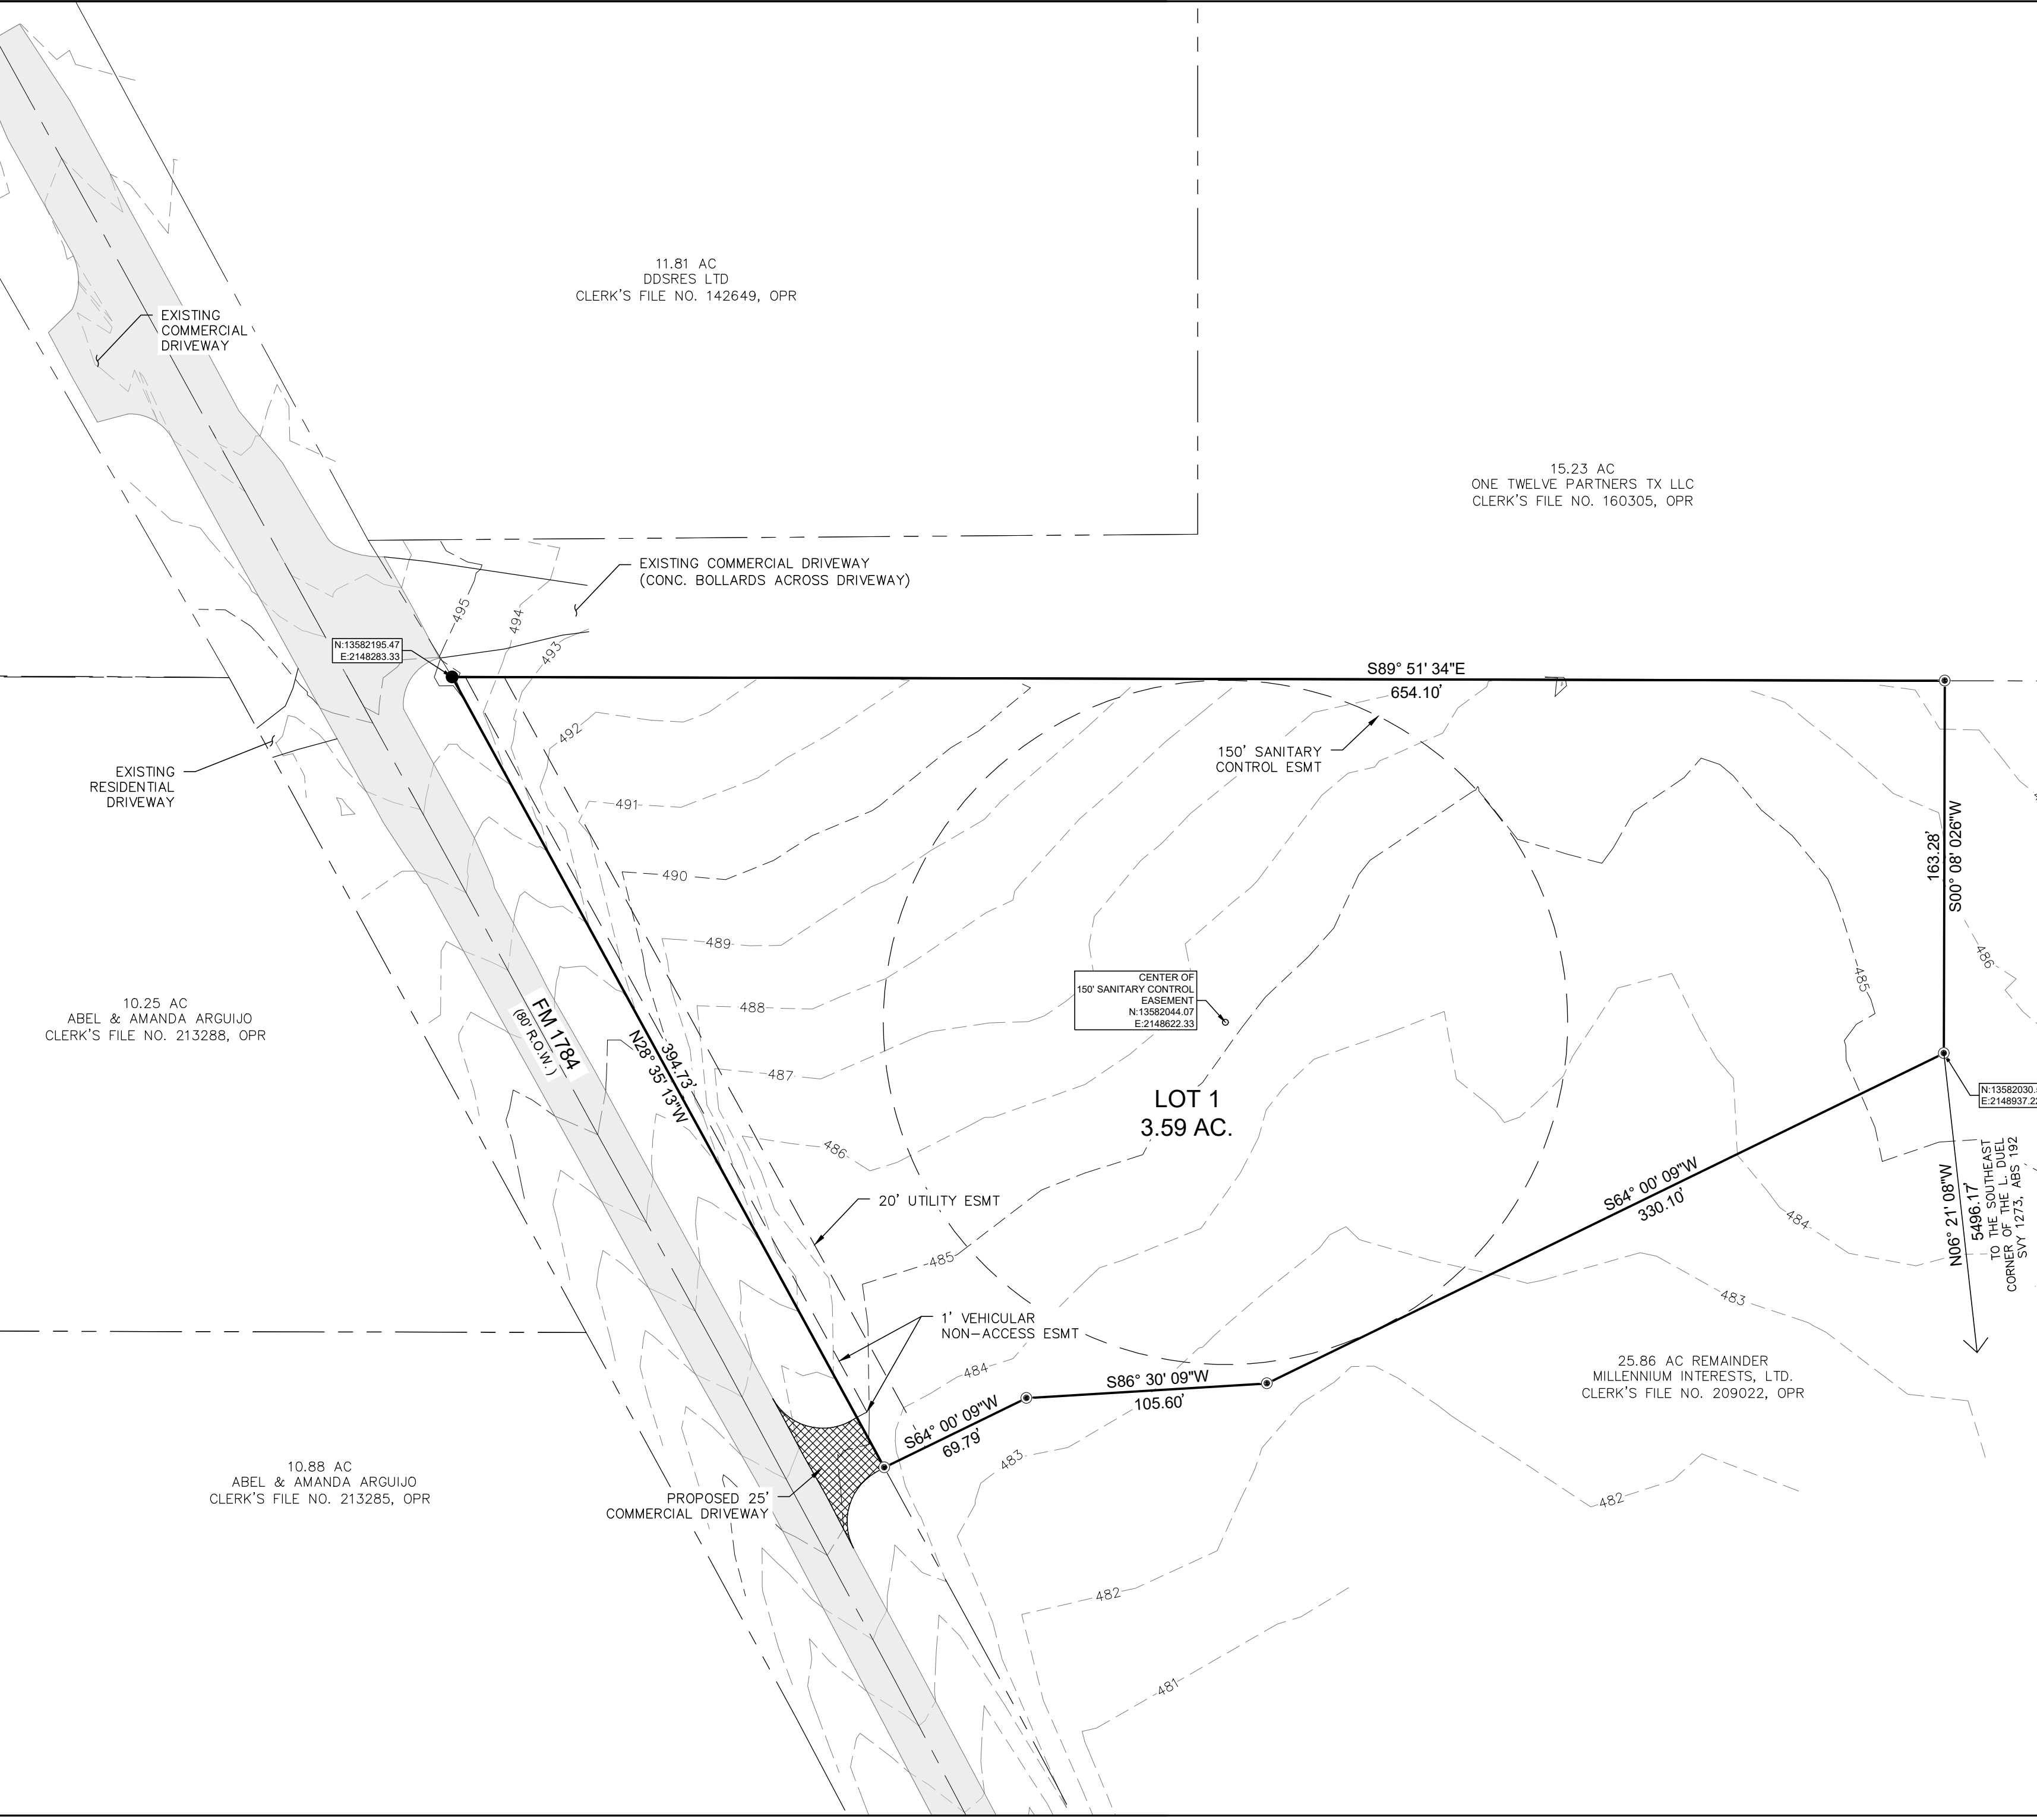 11.81 AC
DDSRES LTD
CLERK'S FILE NO. 142649, OPR
EXISTING
COMMERCIAL
DRIVEWAY
15.23 AC
ONE TWELVE PARTNERS TX LLC
CLERK'S FILE NO. 160305, OPR
EXISTING COMMERCIAL DRIVEWAY
(CONC. BOLLARDS ACROSS DRIVEWAY)
495
494
493
N:13582195.47
E:2148283.33
S89° 51' 34"E
654.10'
492
150' SANITARY
CONTROL ESMT
EXISTING
RESIDENTIAL
DRIVEWAY
491
163.28'
S00° 08' 026"W
490
489
486
485
CENTER OF
150' SANITARY CONTROL
EASEMENT
N:13582044.07
E:2148622.33
488
10.25 AC
ABEL & AMANDA ARGUIJO
CLERK'S FILE NO. 213288, OPR
FM 1784
(80' R.O.W. )
394.73'
N28° 35' 13"W
487
LOT 1
3.59 AC.
N:13582030.
E:2148937.2
486
S64° 00' 09"W
330.10'
N06° 21' 08"W
5496.17'
TO THE SOUTHEAST
CORNER OF THE L. DUEL
SVY 1273, ABS 192
20' UTILITY ESMT
484
485
483
1' VEHICULAR
NON-ACCESS ESMT
484
25.86 AC REMAINDER
MILLENNIUM INTERESTS, LTD.
CLERK'S FILE NO. 209022, OPR
S86° 30' 09"W
105.60'
S64° 00' 09"W
69.79'
483
10.88 AC
ABEL & AMANDA ARGUIJO
CLERK'S FILE NO. 213285, OPR
PROPOSED 25'
COMMERCIAL DRIVEWAY
482
482
481